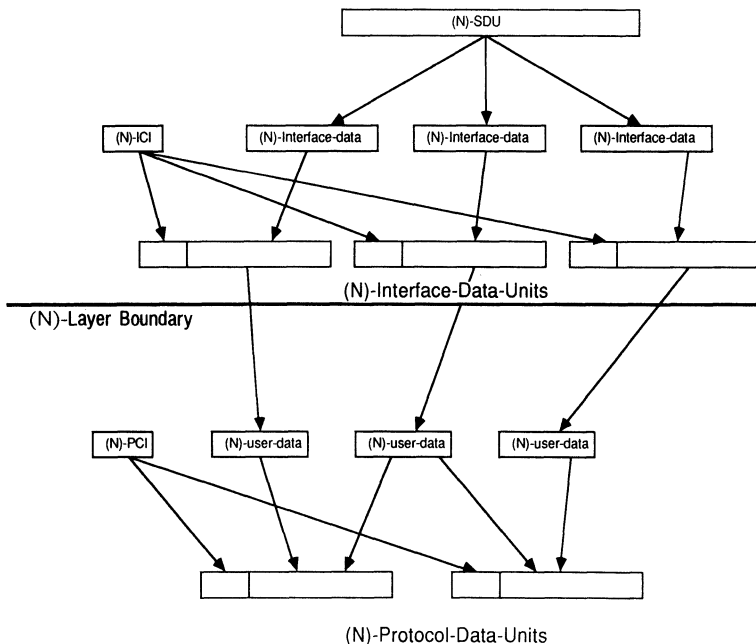 (N)-SDU
(N)-ICI
(N)-Interface-data
(N)-Interface-data
(N)-Interface-data
(N)-Interface-Data-Units
(N)-Layer Boundary
(N)-PCI
(N)-user-data
(N)-user-data
(N)-user-data
(N)-Protocol-Data-Units